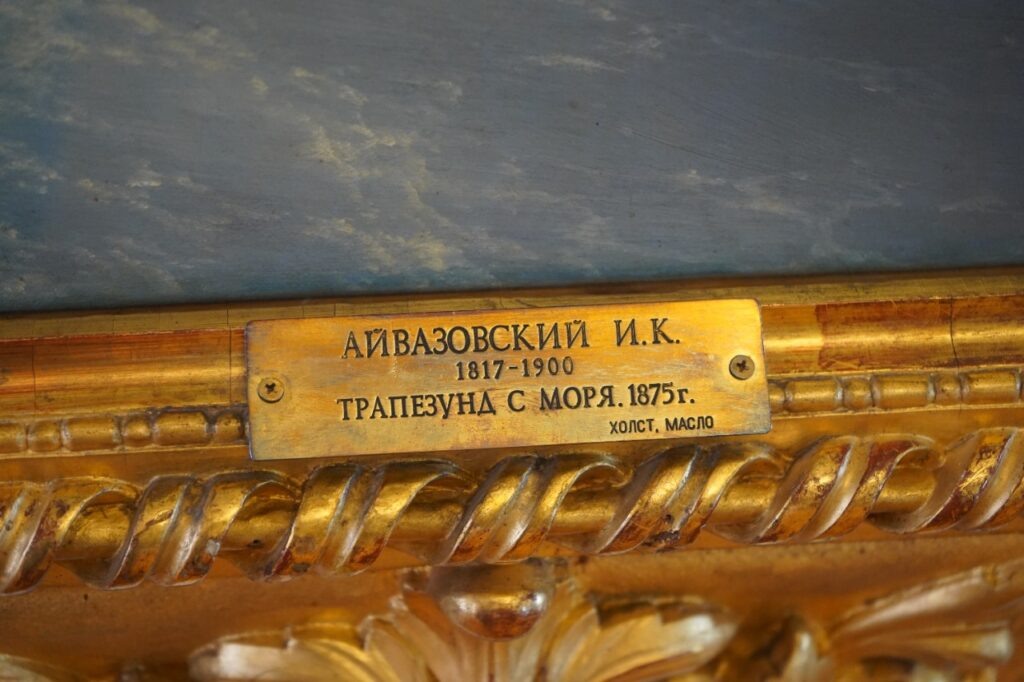 АЙВАЗОВСКИЙ И.К.
1817-1900
ТРАПЕЗУНД С МОРЯ. 1875г.
ХОЛСТ, МАСЛО